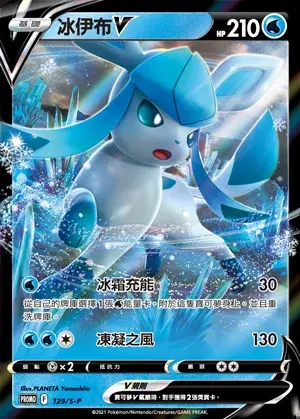 基礎 冰伊布V HP210
冰霜充能 30
從自己的牌庫選擇1張能量卡，附於這隻寶可夢身上。並且重
洗牌庫。
凍凝之風 130
弱點 ×2 抵抗力 撤退
V規則
寶可夢V氣絕時，對手獲得2張獎賞卡。
Illus.PLANETA Yamashita
PROMO F 129/S-P
©2021 Pokémon/Nintendo/Creatures/GAME FREAK.